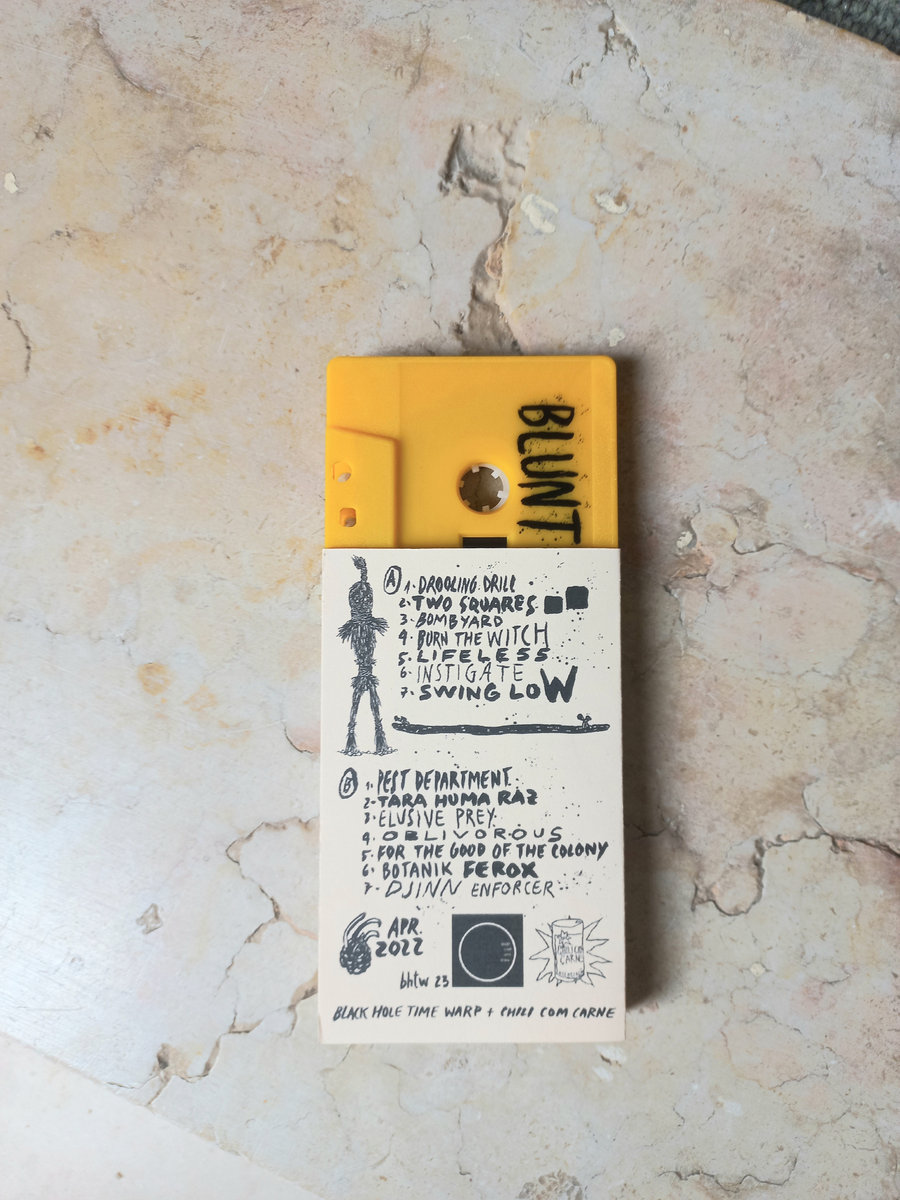 BLUNT
A 1. DROOLING DRILL
2. TWO SQUARES
3. BOMBYARD
4. BURN THE WITCH
5. LIFELESS
6. INSTIGATE
7. SWING LOW
B 1. PEST DEPARTMENT
2. TARA HUMA RAZ
3. ELUSIVE PREY
4. OBLIVOROUS
5. FOR THE GOOD OF THE COLONY
6. BOTANIK FEROX
7. DJINN ENFORCER
APR.
2022
bhtw 23
CARNE
BLACK HOLE TIME WARP + CHILI COM CARNE